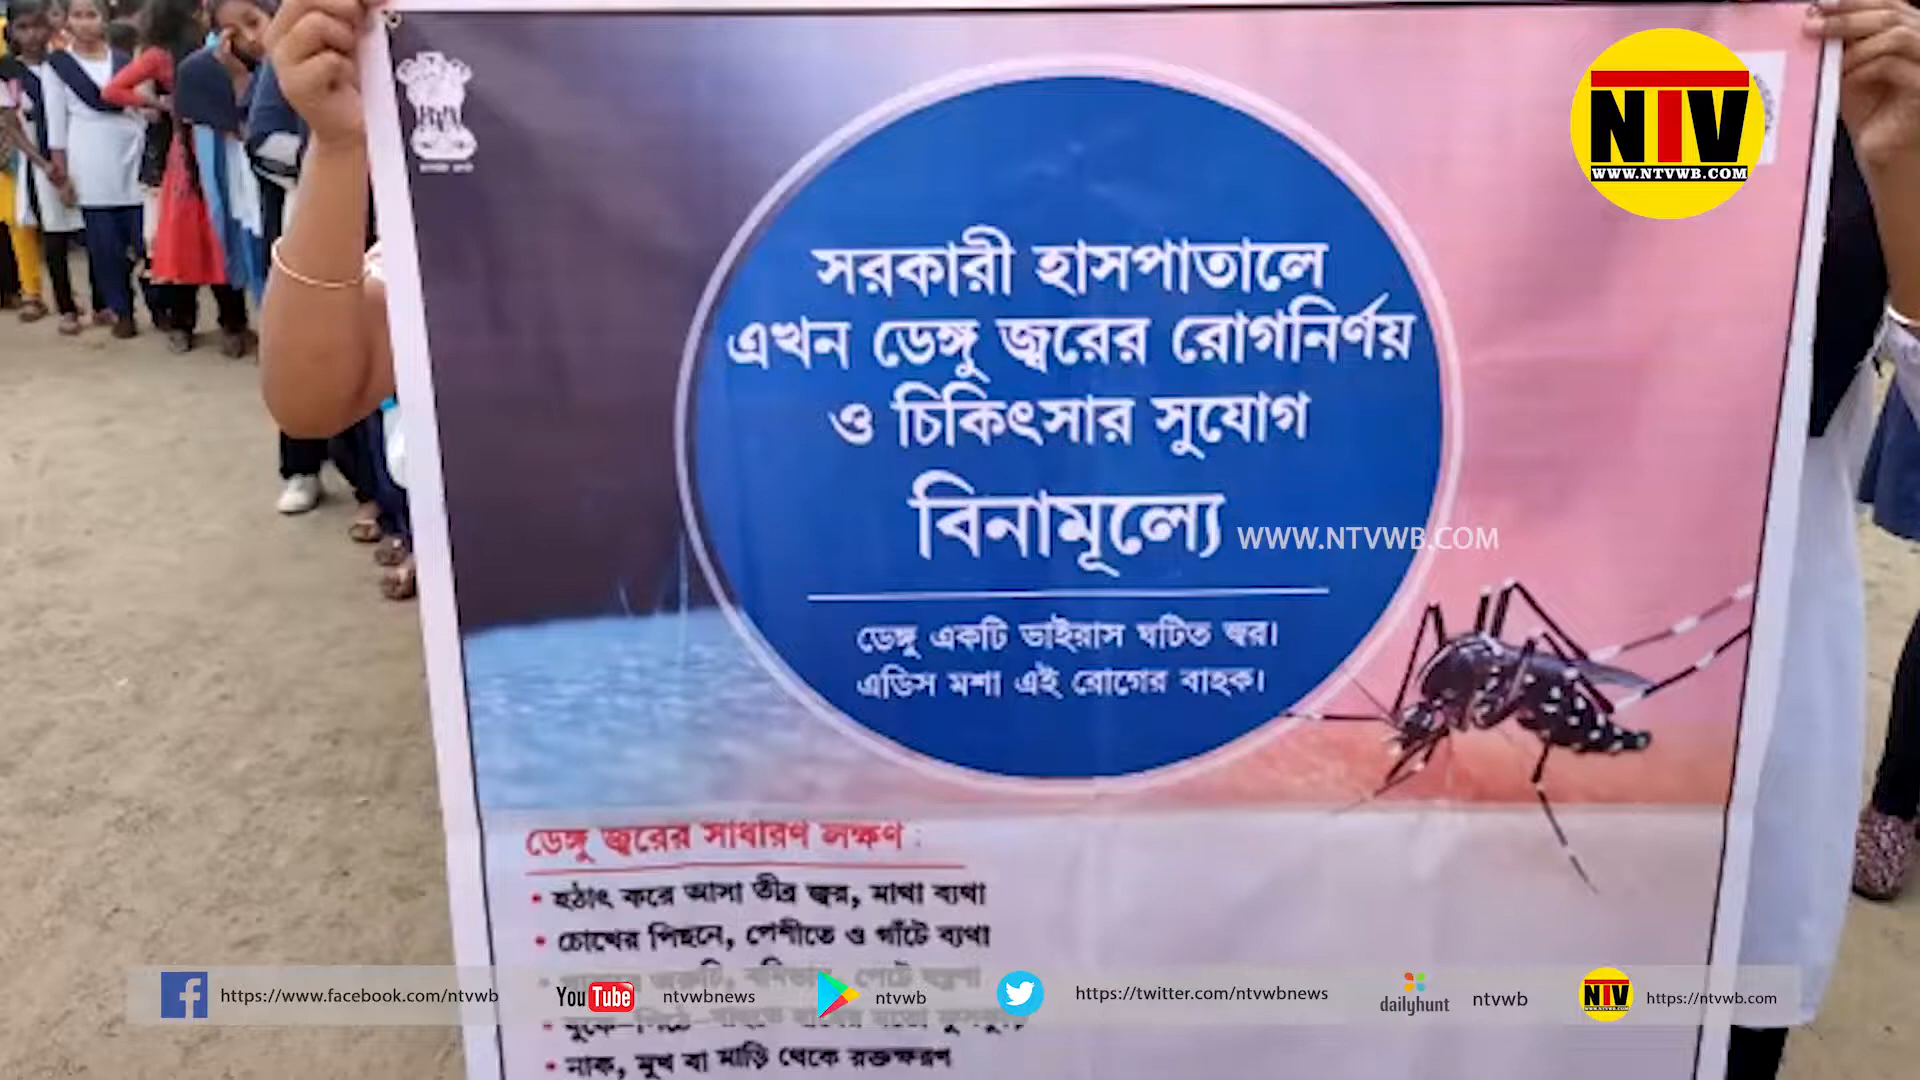 NTV
WWW.NTVWB.COM
সরকারী হাসপাতালে
এখন ডেঙ্গু জ্বরের রোগনির্ণয়
ও চিকিৎসার সুযোগ
বিনামূল্যে
WWW.NTVWB.COM
ডেঙ্গু একটি ভাইরাস ঘটিত জ্বর।
এডিস মশা এই রোগের বাহক।
ডেঙ্গু জ্বরের সাধারণ লক্ষণ :
• হঠাৎ করে আসা তীব্র জ্বর, মাথা ব্যথা
• চোখের পিছনে, পেশীতে ও গাঁটে ব্যথা
https://www.facebook.com/ntvwb
YouTube ntvwbnews
ntvwb
https://twitter.com/ntvwbnews
dailyhunt ntvwb
NTV https://ntvwb.com
• নাক, মুখ বা মাড়ি থেকে রক্তক্ষরণ